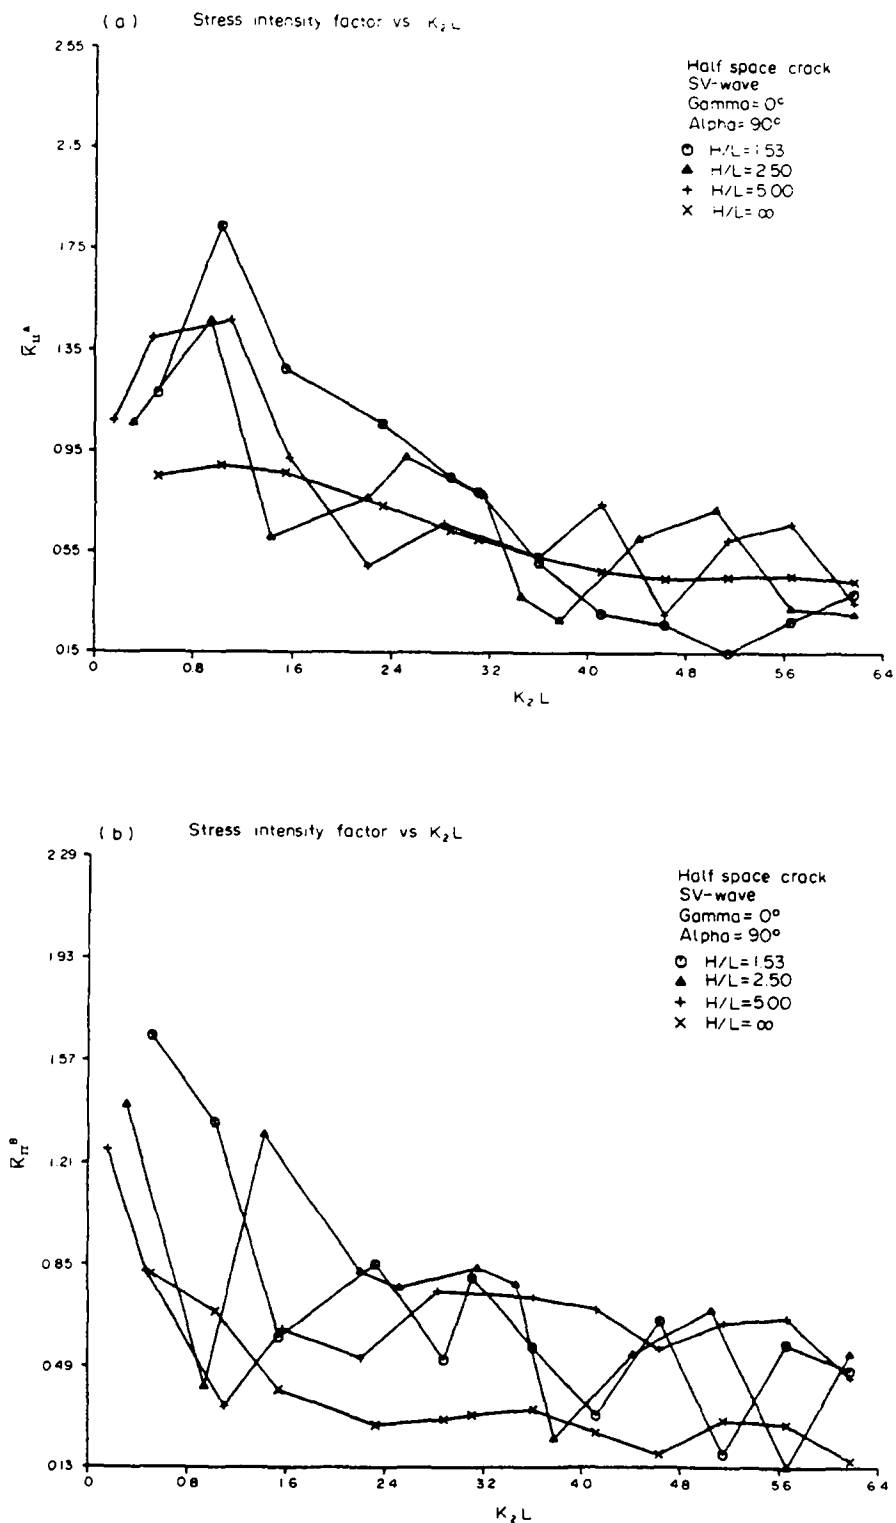 (a) Stress intensity factor vs K₂L
2.55
Half space crack
SV-wave
Gamma=0°
Alpha=90°
H/L=1.53
H/L=2.50
H/L=5.00
H/L=∞
2.15
1.75
1.35
0.95
0.55
0.15
K̄_II^A
0 0.8 1.6 2.4 3.2 4.0 4.8 5.6 6.4
K₂L
(b) Stress intensity factor vs K₂L
2.29
Half space crack
SV-wave
Gamma=0°
Alpha=90°
H/L=1.53
H/L=2.50
H/L=5.00
H/L=∞
1.93
1.57
1.21
0.85
0.49
0.13
K̄_II^B
0 0.8 1.6 2.4 3.2 4.0 4.8 5.6 6.4
K₂L